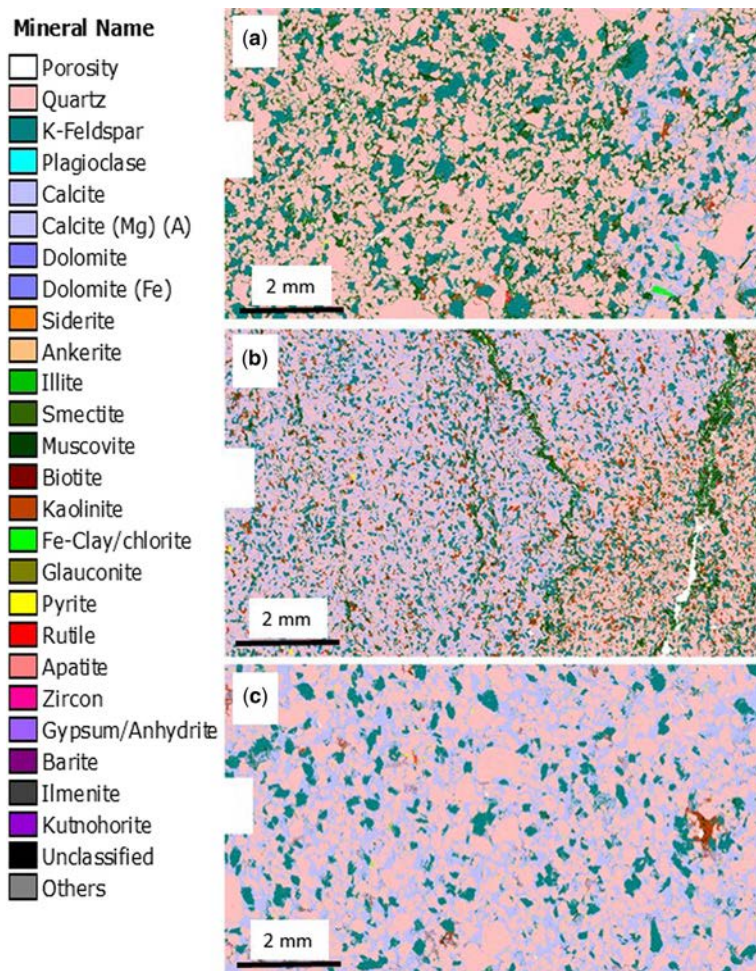 Mineral Name
Porosity
Quartz
K-Feldspar
Plagioclase
Calcite
Calcite (Mg) (A)
Dolomite
Dolomite (Fe)
Siderite
Ankerite
Illite
Smectite
Muscovite
Biotite
Kaolinite
Fe-Clay/chlorite
Glauconite
Pyrite
Rutile
Apatite
Zircon
Gypsum/Anhydrite
Barite
Ilmenite
Kutnohorite
Unclassified
Others
(a)
2 mm
(b)
2 mm
(c)
2 mm